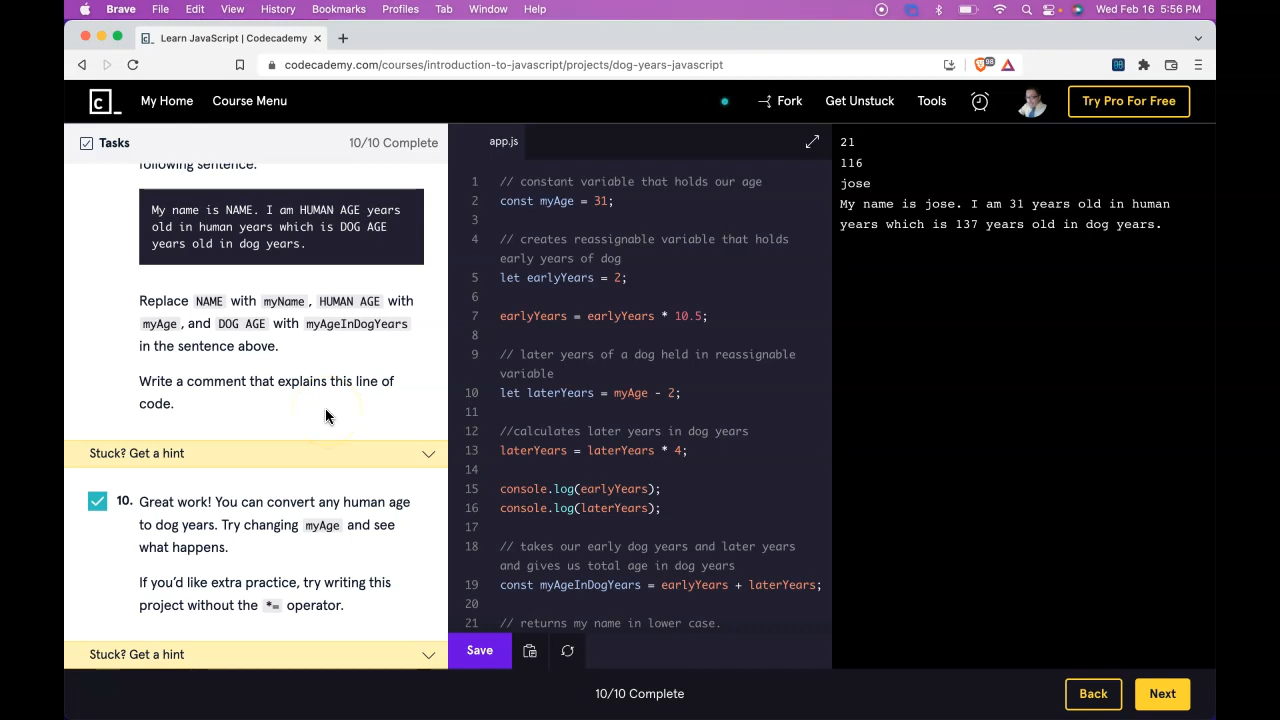 Brave File Edit View History Bookmarks Profiles Tab Window Help Wed Feb 16 5:56 PM
Learn JavaScript | Codecademy
codecademy.com/courses/introduction-to-javascript/projects/dog-years-javascript 98
c_ My Home Course Menu Fork Get Unstuck Tools Try Pro For Free
Tasks 10/10 Complete
following sentence.
My name is NAME. I am HUMAN AGE years
old in human years which is DOG AGE
years old in dog years.
Replace NAME with myName, HUMAN AGE with
myAge, and DOG AGE with myAgeInDogYears
in the sentence above.
Write a comment that explains this line of
code.
Stuck? Get a hint
10. Great work! You can convert any human age
to dog years. Try changing myAge and see
what happens.
If you’d like extra practice, try writing this
project without the *= operator.
Stuck? Get a hint
app.js
1 // constant variable that holds our age
2 const myAge = 31;
3
4 // creates reassignable variable that holds
early years of dog
5 let earlyYears = 2;
6
7 earlyYears = earlyYears * 10.5;
8
9 // later years of a dog held in reassignable
variable
10 let laterYears = myAge - 2;
11
12 //calculates later years in dog years
13 laterYears = laterYears * 4;
14
15 console.log(earlyYears);
16 console.log(laterYears);
17
18 // takes our early dog years and later years
and gives us total age in dog years
19 const myAgeInDogYears = earlyYears + laterYears;
20
21 // returns my name in lower case.
Save
21
116
jose
My name is jose. I am 31 years old in human
years which is 137 years old in dog years.
10/10 Complete
Back Next